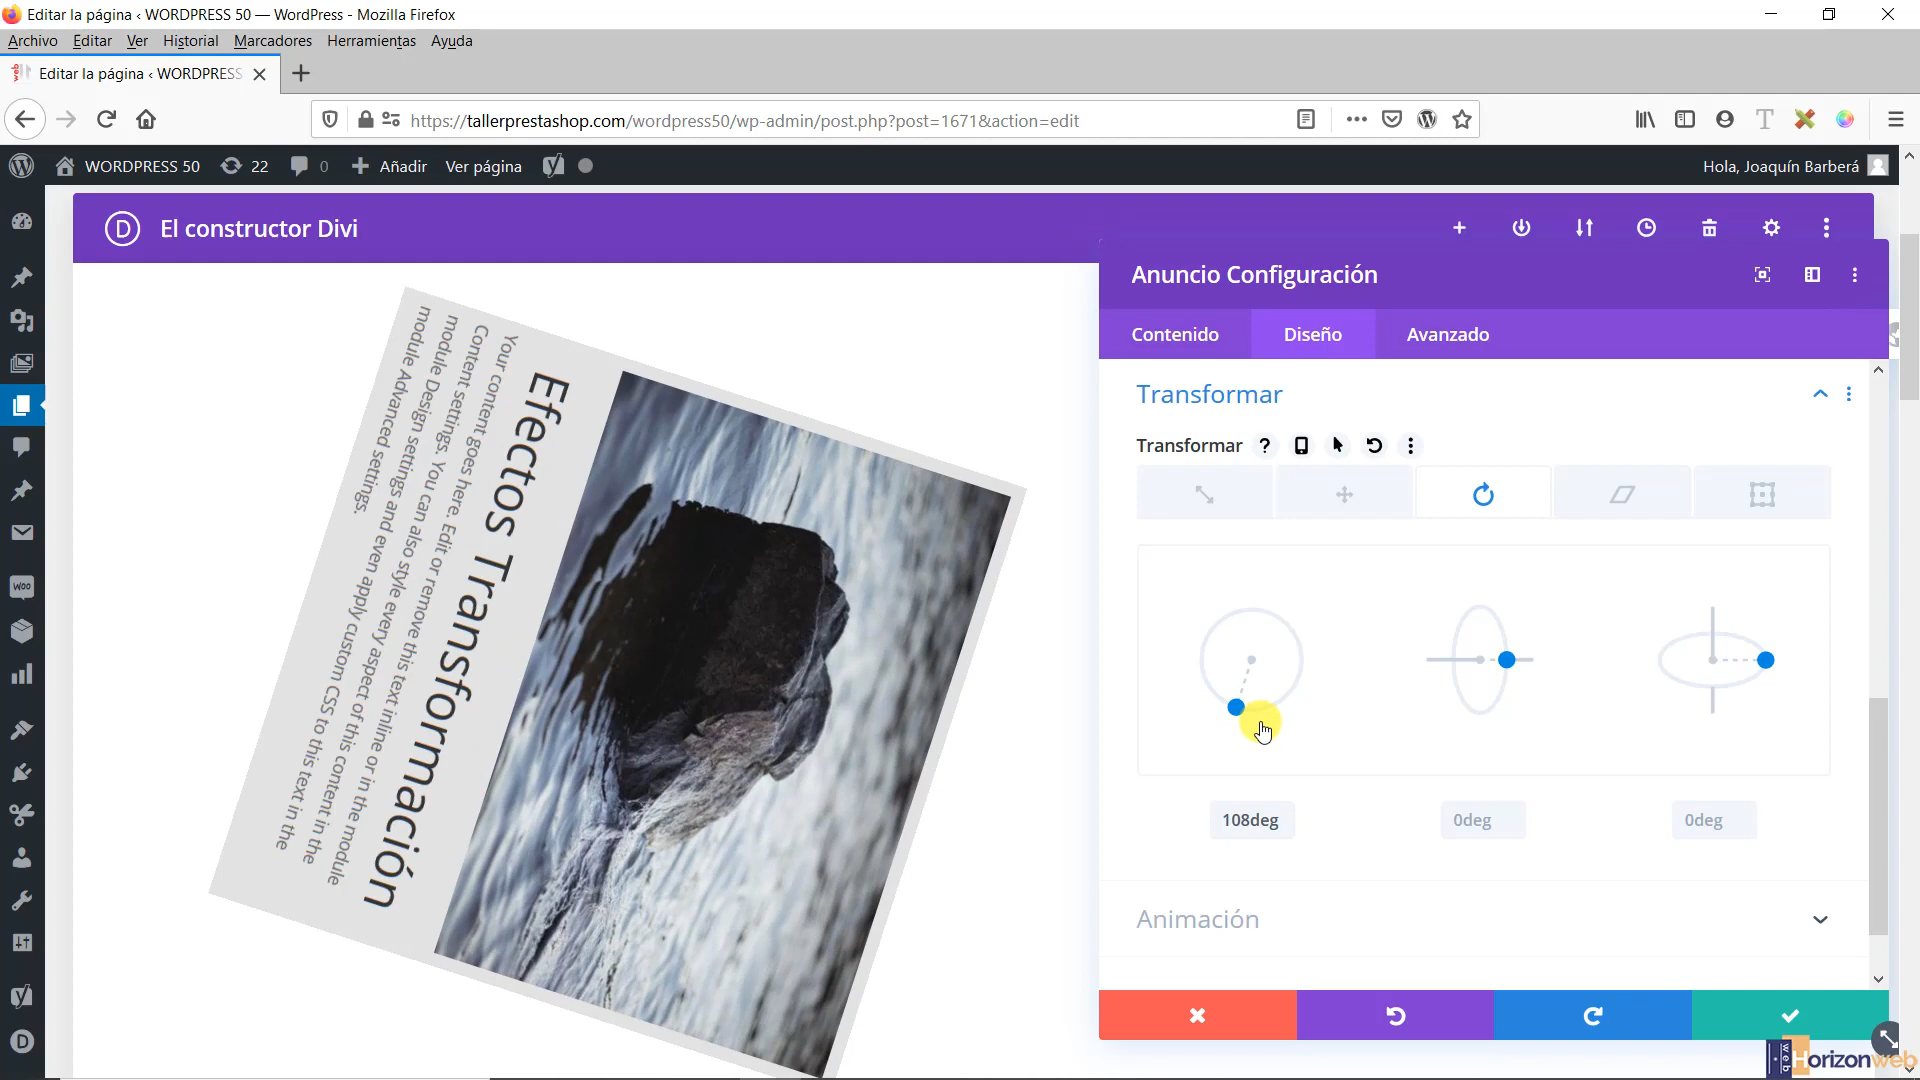 Editar la página ‹ WORDPRESS 50 — WordPress - Mozilla Firefox
Archivo Editar Ver Historial Marcadores Herramientas Ayuda
Editar la página ‹ WORDPRESS
https://tallerprestashop.com/wordpress50/wp-admin/post.php?post=1671&action=edit
WORDPRESS 50 22 0 Añadir Ver página
Hola, Joaquín Barberá
El constructor Divi
Anuncio Configuración
Contenido Diseño Avanzado
Transformar
Transformar ?
108deg 0deg 0deg
Animación
Efectos Transformación
Your content goes here. Edit or remove this text inline or in the module
Content settings. You can also style every aspect of this content in the
module Design settings and even apply custom CSS to this text in the
module Advanced settings.
woo
web Horizonweb